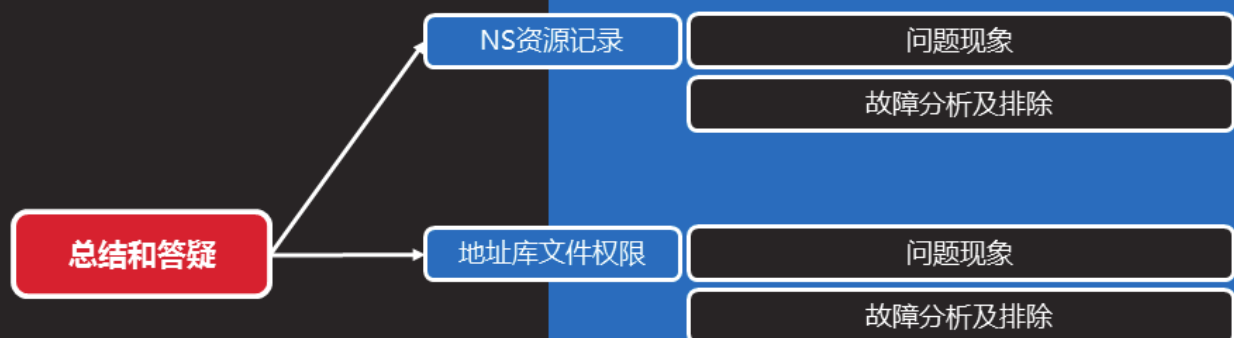 NS资源记录
问题现象
故障分析及排除
总结和答疑
地址库文件权限
问题现象
故障分析及排除